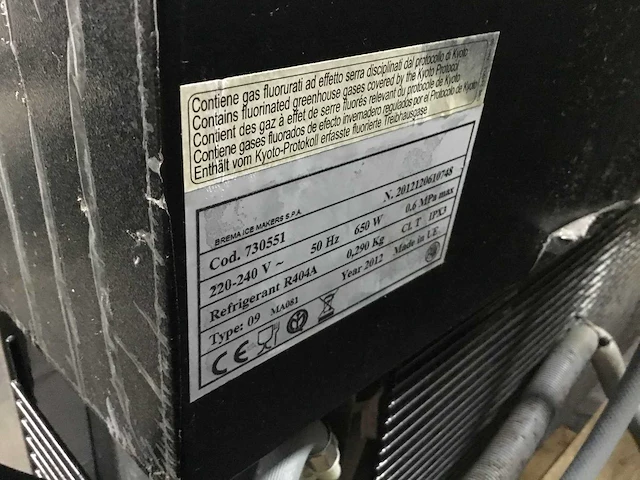 Contiene gas fluorurati ad effetto serra disciplinati dal protocollo di Kyoto
Contains fluorinated greenhouse gases covered by the Kyoto Protocol
Contient des gaz à effet de serre fluorés relevant du protocole de Kyoto
Contiene gases fluorados de efecto invernadero regulados por el Protocolo de Kyoto
Enthält vom Kyoto-Protokoll erfasste fluorierte Treibhausgase
BREMA ICE MAKERS S.P.A.
Cod. 730551 N. 2012120610748
220-240 V ~ 50 Hz 650 W 0.6 MPa max
Refrigerant R404A 0,290 Kg Cl. T IPX3
Type: 09 MA081 Year 2012 Made in I.E
CE